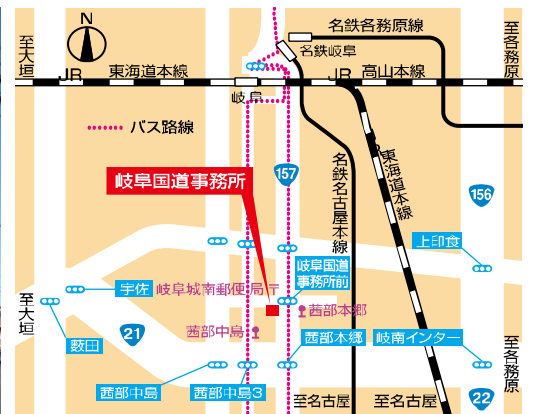 N
名鉄各務原線
至大垣
至各務原
名鉄岐阜
JR 東海道本線
JR 高山本線
岐阜
バス路線
157
名鉄名古屋本線
東海道本線
岐阜国道事務所
156
上印食
岐阜国道
事務所前
宇佐
岐阜城南郵便局〒
至大垣
茜部本郷
21
茜部中島
薮田
茜部本郷
岐南インター
至各務原
茜部中島
茜部中島3
至名古屋
至名古屋
22